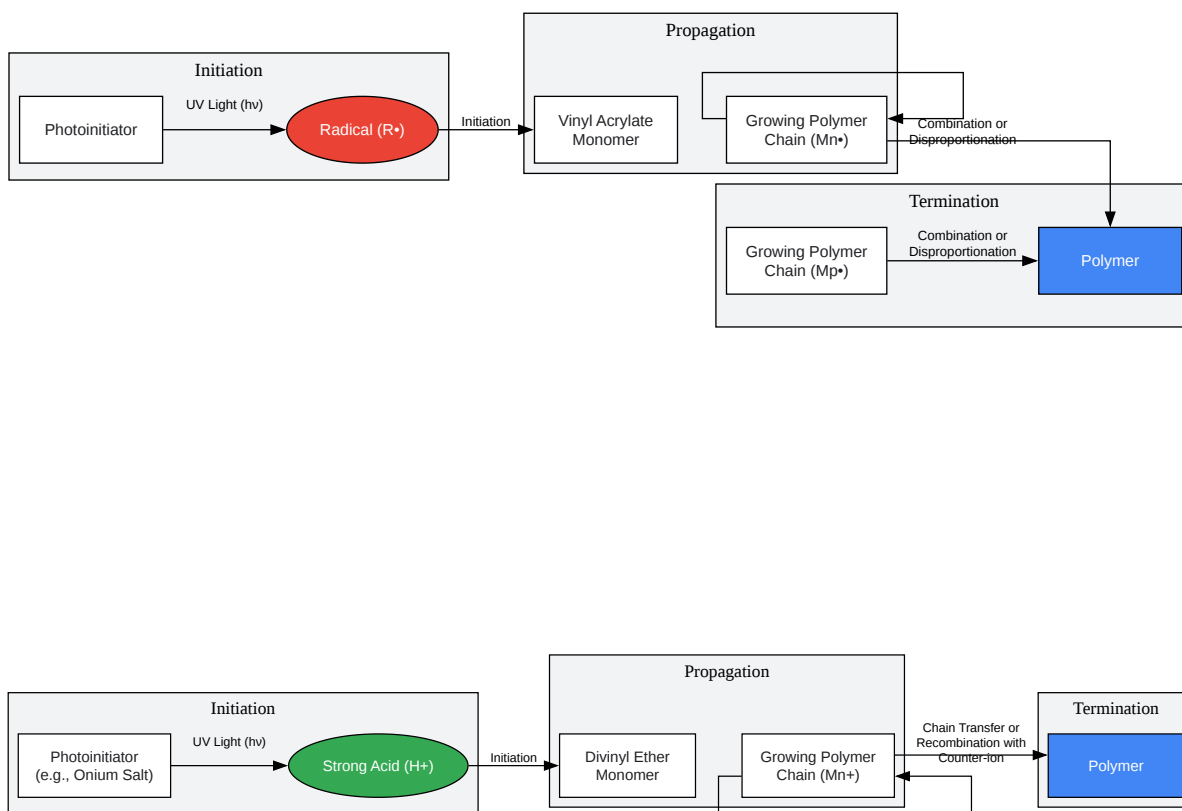 Propagation
Initiation
UV Light (hν)
Photoinitiator
Radical (R•)
Initiation
Vinyl Acrylate
Monomer
Growing Polymer
Chain (Mn•)
Combination or
Disproportionation
Termination
Growing Polymer
Chain (Mp•)
Combination or
Disproportionation
Polymer
Propagation
Initiation
UV Light (hν)
Photoinitiator
(e.g., Onium Salt)
Strong Acid (H+)
Initiation
Divinyl Ether
Monomer
Growing Polymer
Chain (Mn+)
Chain Transfer or
Recombination with
Counter-ion
Termination
Polymer